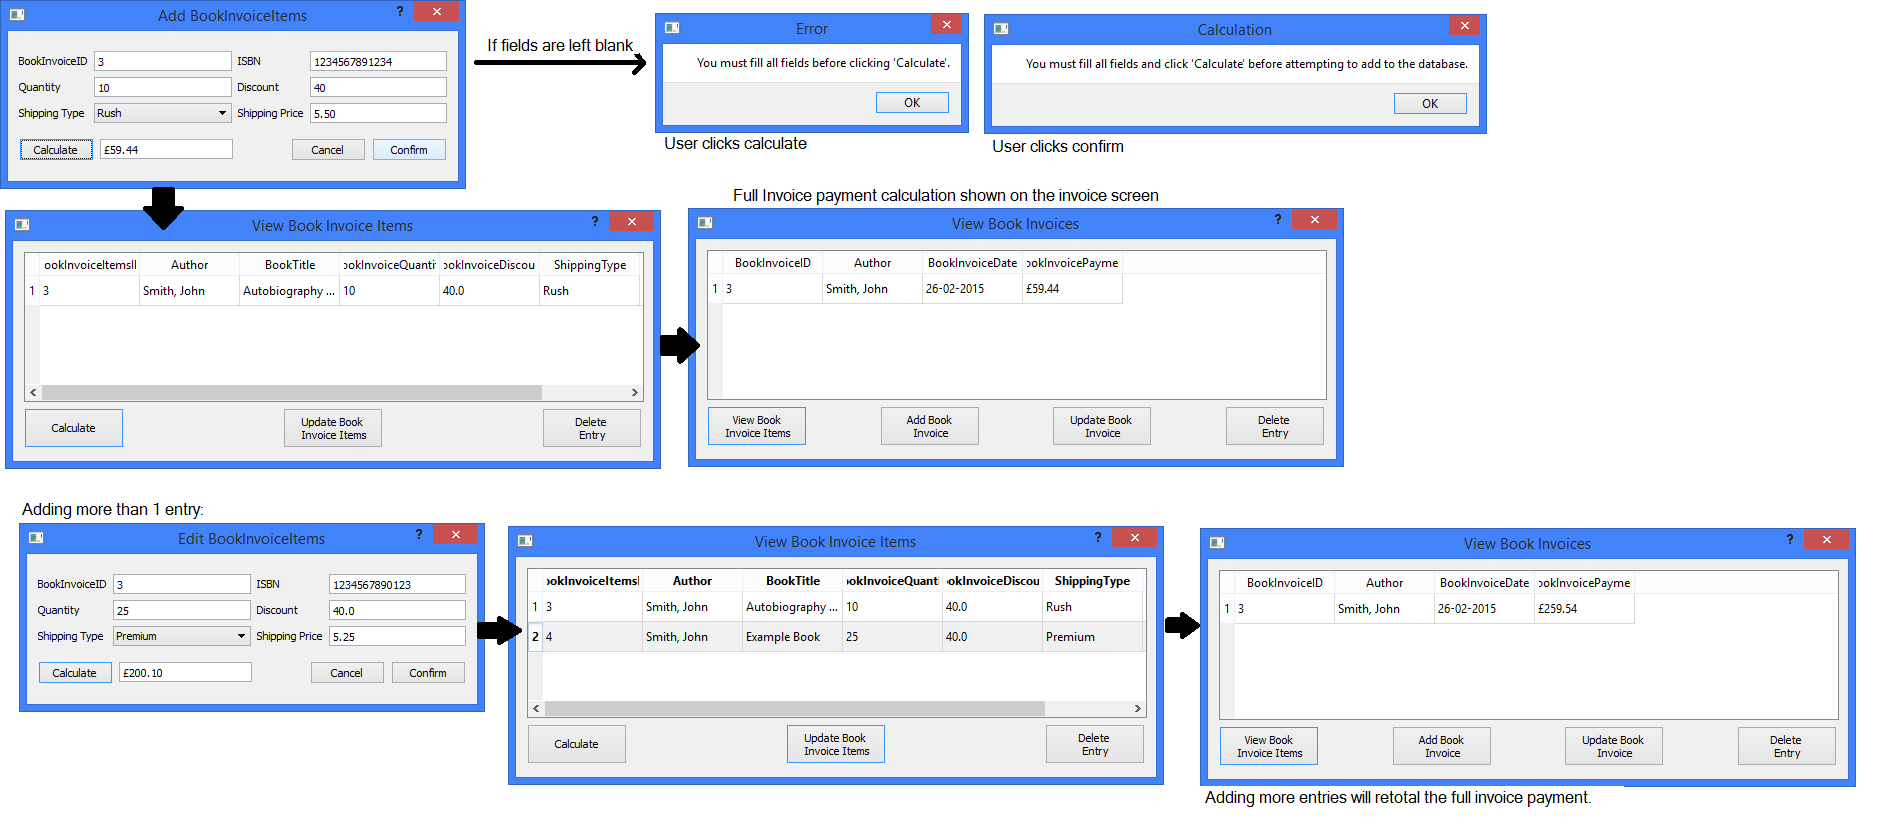 Add BookInvoiceItems ?
BookInvoiceID 3 ISBN 1234567891234
Quantity 10 Discount 40
Shipping Type Rush Shipping Price 5.50
Calculate £59.44 Cancel Confirm
If fields are left blank
Error
You must fill all fields before clicking 'Calculate'.
OK
User clicks calculate
Calculation
You must fill all fields and click 'Calculate' before attempting to add to the database.
OK
User clicks confirm
View Book Invoice Items ?
ookInvoiceItemsII Author BookTitle ookInvoiceQuantit ookInvoiceDiscou ShippingType
1 3 Smith, John Autobiography ... 10 40.0 Rush
Calculate
Update Book
Invoice Items
Delete
Entry
Full Invoice payment calculation shown on the invoice screen
View Book Invoices ?
BookInvoiceID Author BookInvoiceDate ookInvoicePayme
1 3 Smith, John 26-02-2015 £59.44
View Book
Invoice Items
Add Book
Invoice
Update Book
Invoice
Delete
Entry
Adding more than 1 entry:
Edit BookInvoiceItems ?
BookInvoiceID 3 ISBN 1234567890123
Quantity 25 Discount 40.0
Shipping Type Premium Shipping Price 5.25
Calculate £200.10 Cancel Confirm
View Book Invoice Items ?
ookInvoiceItemsI Author BookTitle ookInvoiceQuanti ookInvoiceDiscou ShippingType
1 3 Smith, John Autobiography ... 10 40.0 Rush
2 4 Smith, John Example Book 25 40.0 Premium
Calculate
Update Book
Invoice Items
Delete
Entry
View Book Invoices ?
BookInvoiceID Author BookInvoiceDate ookInvoicePayme
1 3 Smith, John 26-02-2015 £259.54
View Book
Invoice Items
Add Book
Invoice
Update Book
Invoice
Delete
Entry
Adding more entries will retotal the full invoice payment.